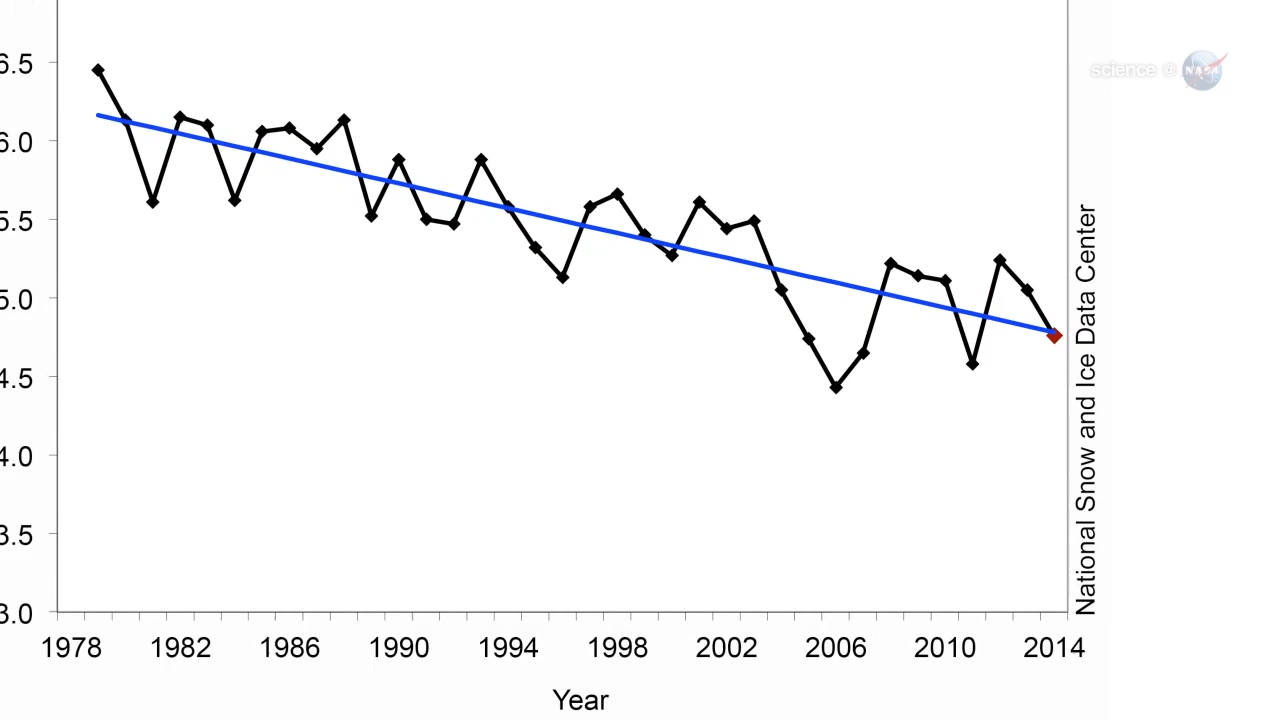 science @ NASA
6.5
6.0
5.5
5.0
4.5
4.0
3.5
3.0
1978 1982 1986 1990 1994 1998 2002 2006 2010 2014
Year
National Snow and Ice Data Center